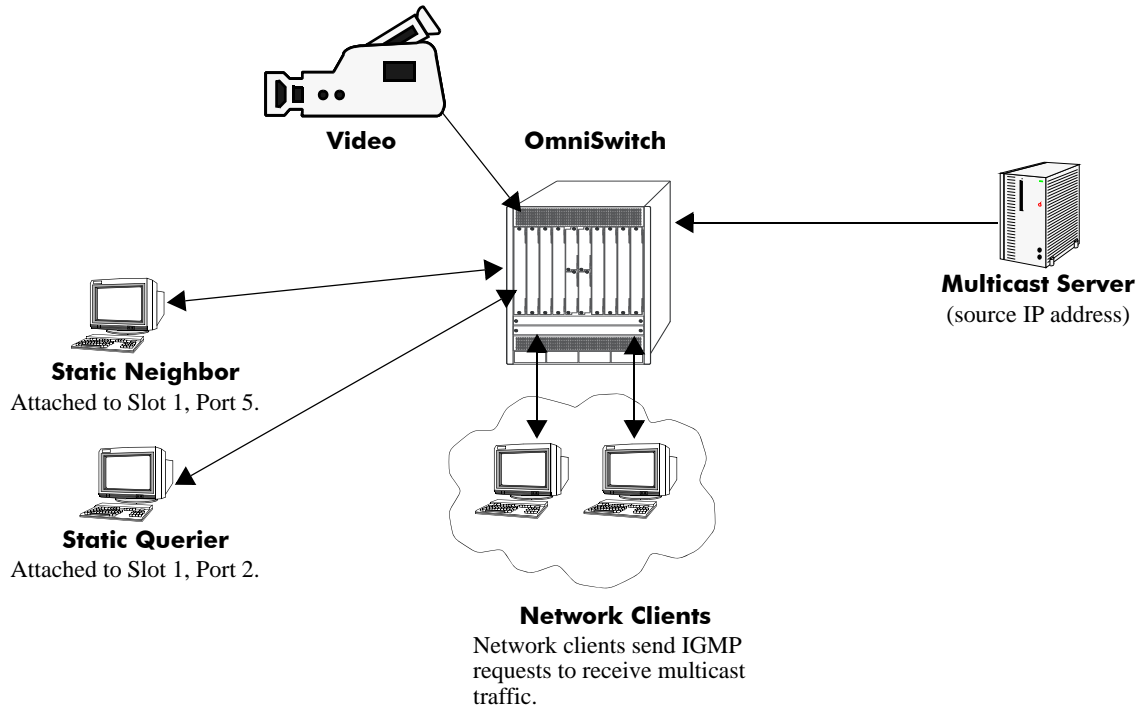 Video
OmniSwitch
Multicast Server
(source IP address)
Static Neighbor
Attached to Slot 1, Port 5.
Static Querier
Attached to Slot 1, Port 2.
Network Clients
Network clients send IGMP
requests to receive multicast
traffic.